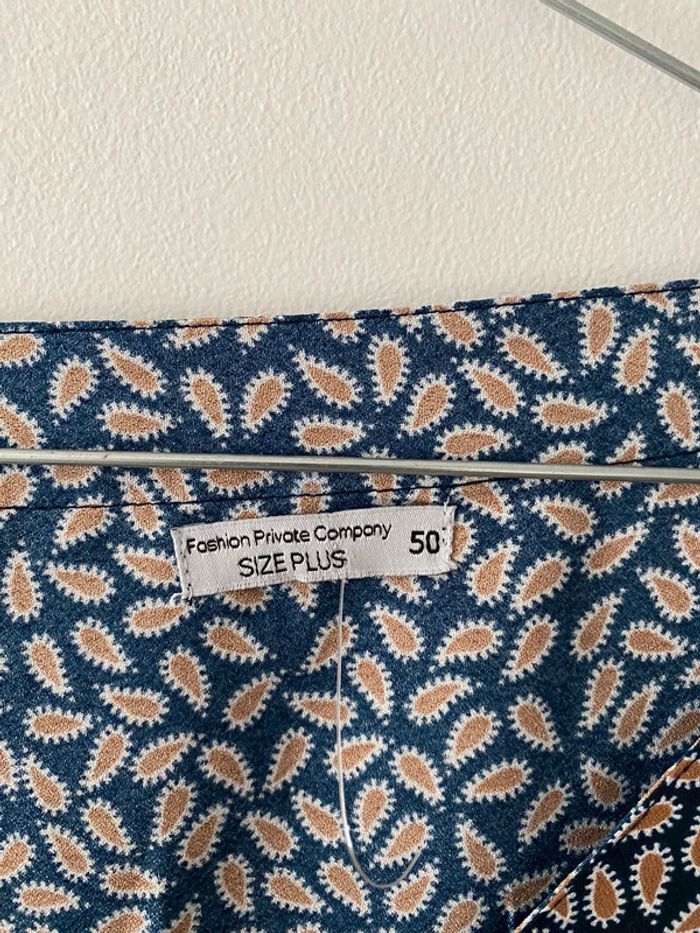 Fashion Private Company 50
SIZE PLUS